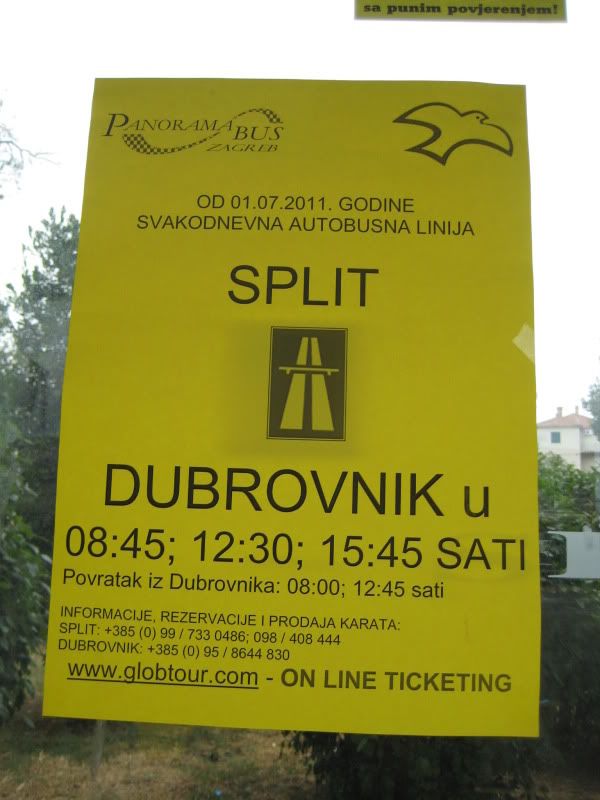 sa punim povjerenjem!
PANORAMA BUS
ZAGREB
OD 01.07.2011. GODINE
SVAKODNEVNA AUTOBUSNA LINIJA
SPLIT
DUBROVNIK u
08:45; 12:30; 15:45 SATI
Povratak iz Dubrovnika: 08:00; 12:45 sati
INFORMACIJE, REZERVACIJE I PRODAJA KARATA:
SPLIT: +385 (0) 99 / 733 0486; 098 / 408 444
DUBROVNIK: +385 (0) 95 / 8644 830
www.globtour.com - ON LINE TICKETING